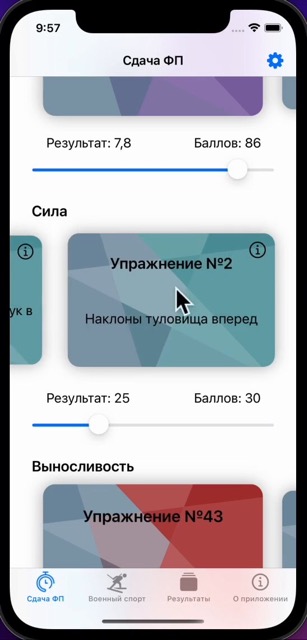 9:57
Сдача ФП
Результат: 7,8 Баллов: 86
Сила
Упражнение №2
ук в
Наклоны туловища вперед
Результат: 25 Баллов: 30
Выносливость
Упражнение №43
Сдача ФП Военный спорт Результаты О приложении